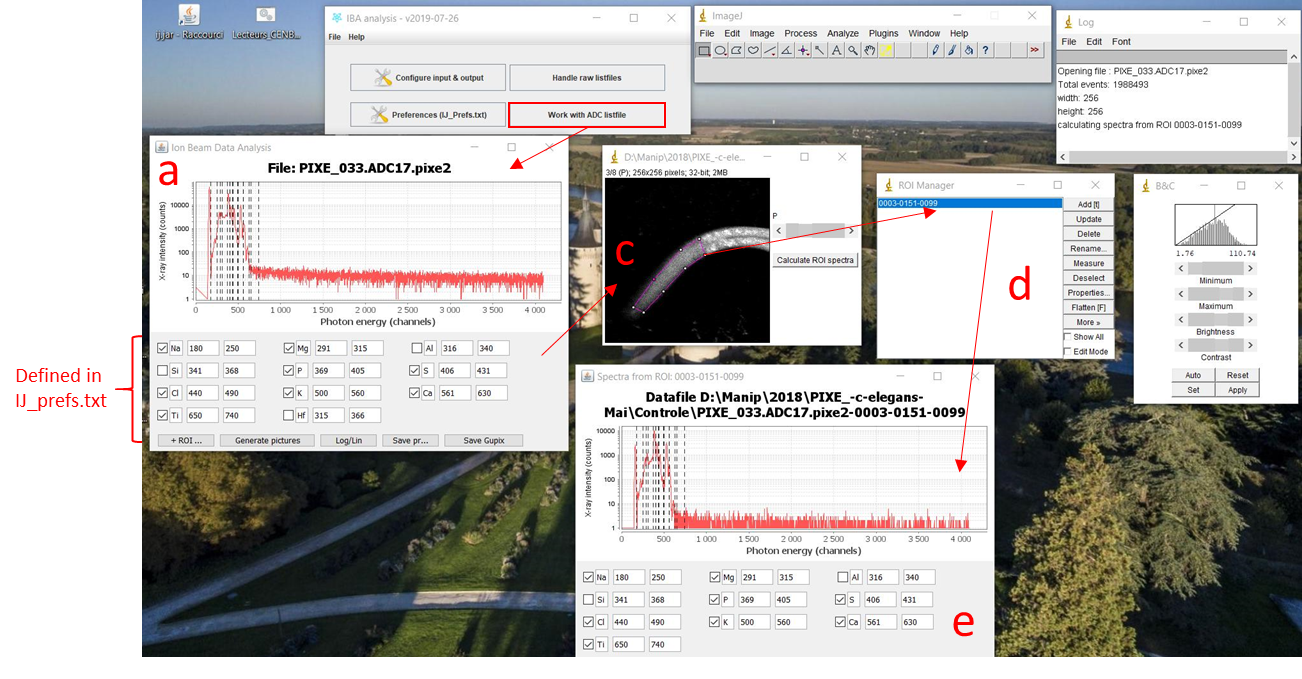 ij.jar - Raccourci
Lecteurs_CENB...
IBA analysis - v2019-07-26
File Help
Configure input & output
Handle raw listfiles
Preferences (IJ_Prefs.txt)
Work with ADC listfile
ImageJ
File Edit Image Process Analyze Plugins Window Help
A
?
>>
Log
File Edit Font
Opening file : PIXE_033.ADC17.pixe2
Total events: 1988493
width: 256
height: 256
calculating spectra from ROI 0003-0151-0099
Ion Beam Data Analysis
a
File: PIXE_033.ADC17.pixe2
X-ray intensity (counts)
10000
1000
100
10
1
0 500 1 000 1 500 2 000 2 500 3 000 3 500 4 000
Photon energy (channels)
Na 180 250 Mg 291 315 Al 316 340
Si 341 368 P 369 405 S 406 431
Cl 440 490 K 500 560 Ca 561 630
Ti 650 740 Hf 315 366
+ ROI ... Generate pictures Log/Lin Save pr... Save Gupix
Defined in
IJ_prefs.txt
D:\Manip\2018\PIXE_-c-ele...
3/8 (P); 256x256 pixels; 32-bit; 2MB
c
P
Calculate ROI spectra
ROI Manager
0003-0151-0099
d
Add [t]
Update
Delete
Rename...
Measure
Deselect
Properties...
Flatten [F]
More »
Show All
Edit Mode
B&C
1.76 110.74
Minimum
Maximum
Brightness
Contrast
Auto Reset
Set Apply
Spectra from ROI: 0003-0151-0099
Datafile D:\Manip\2018\PIXE_-c-elegans-
Mai\Controle\PIXE_033.ADC17.pixe2-0003-0151-0099
X-ray intensity (counts)
10000
1000
100
10
1
0 500 1 000 1 500 2 000 2 500 3 000 3 500 4 000
Photon energy (channels)
Na 180 250 Mg 291 315 Al 316 340
Si 341 368 P 369 405 S 406 431
Cl 440 490 K 500 560 Ca 561 630
Ti 650 740
e